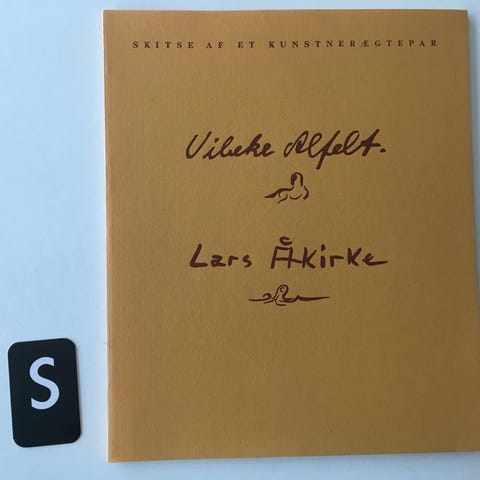 SKITSE AF ET KUNSTNERÆGTEPAR
Vibeke Alfelt.
Lars Åkirke
S